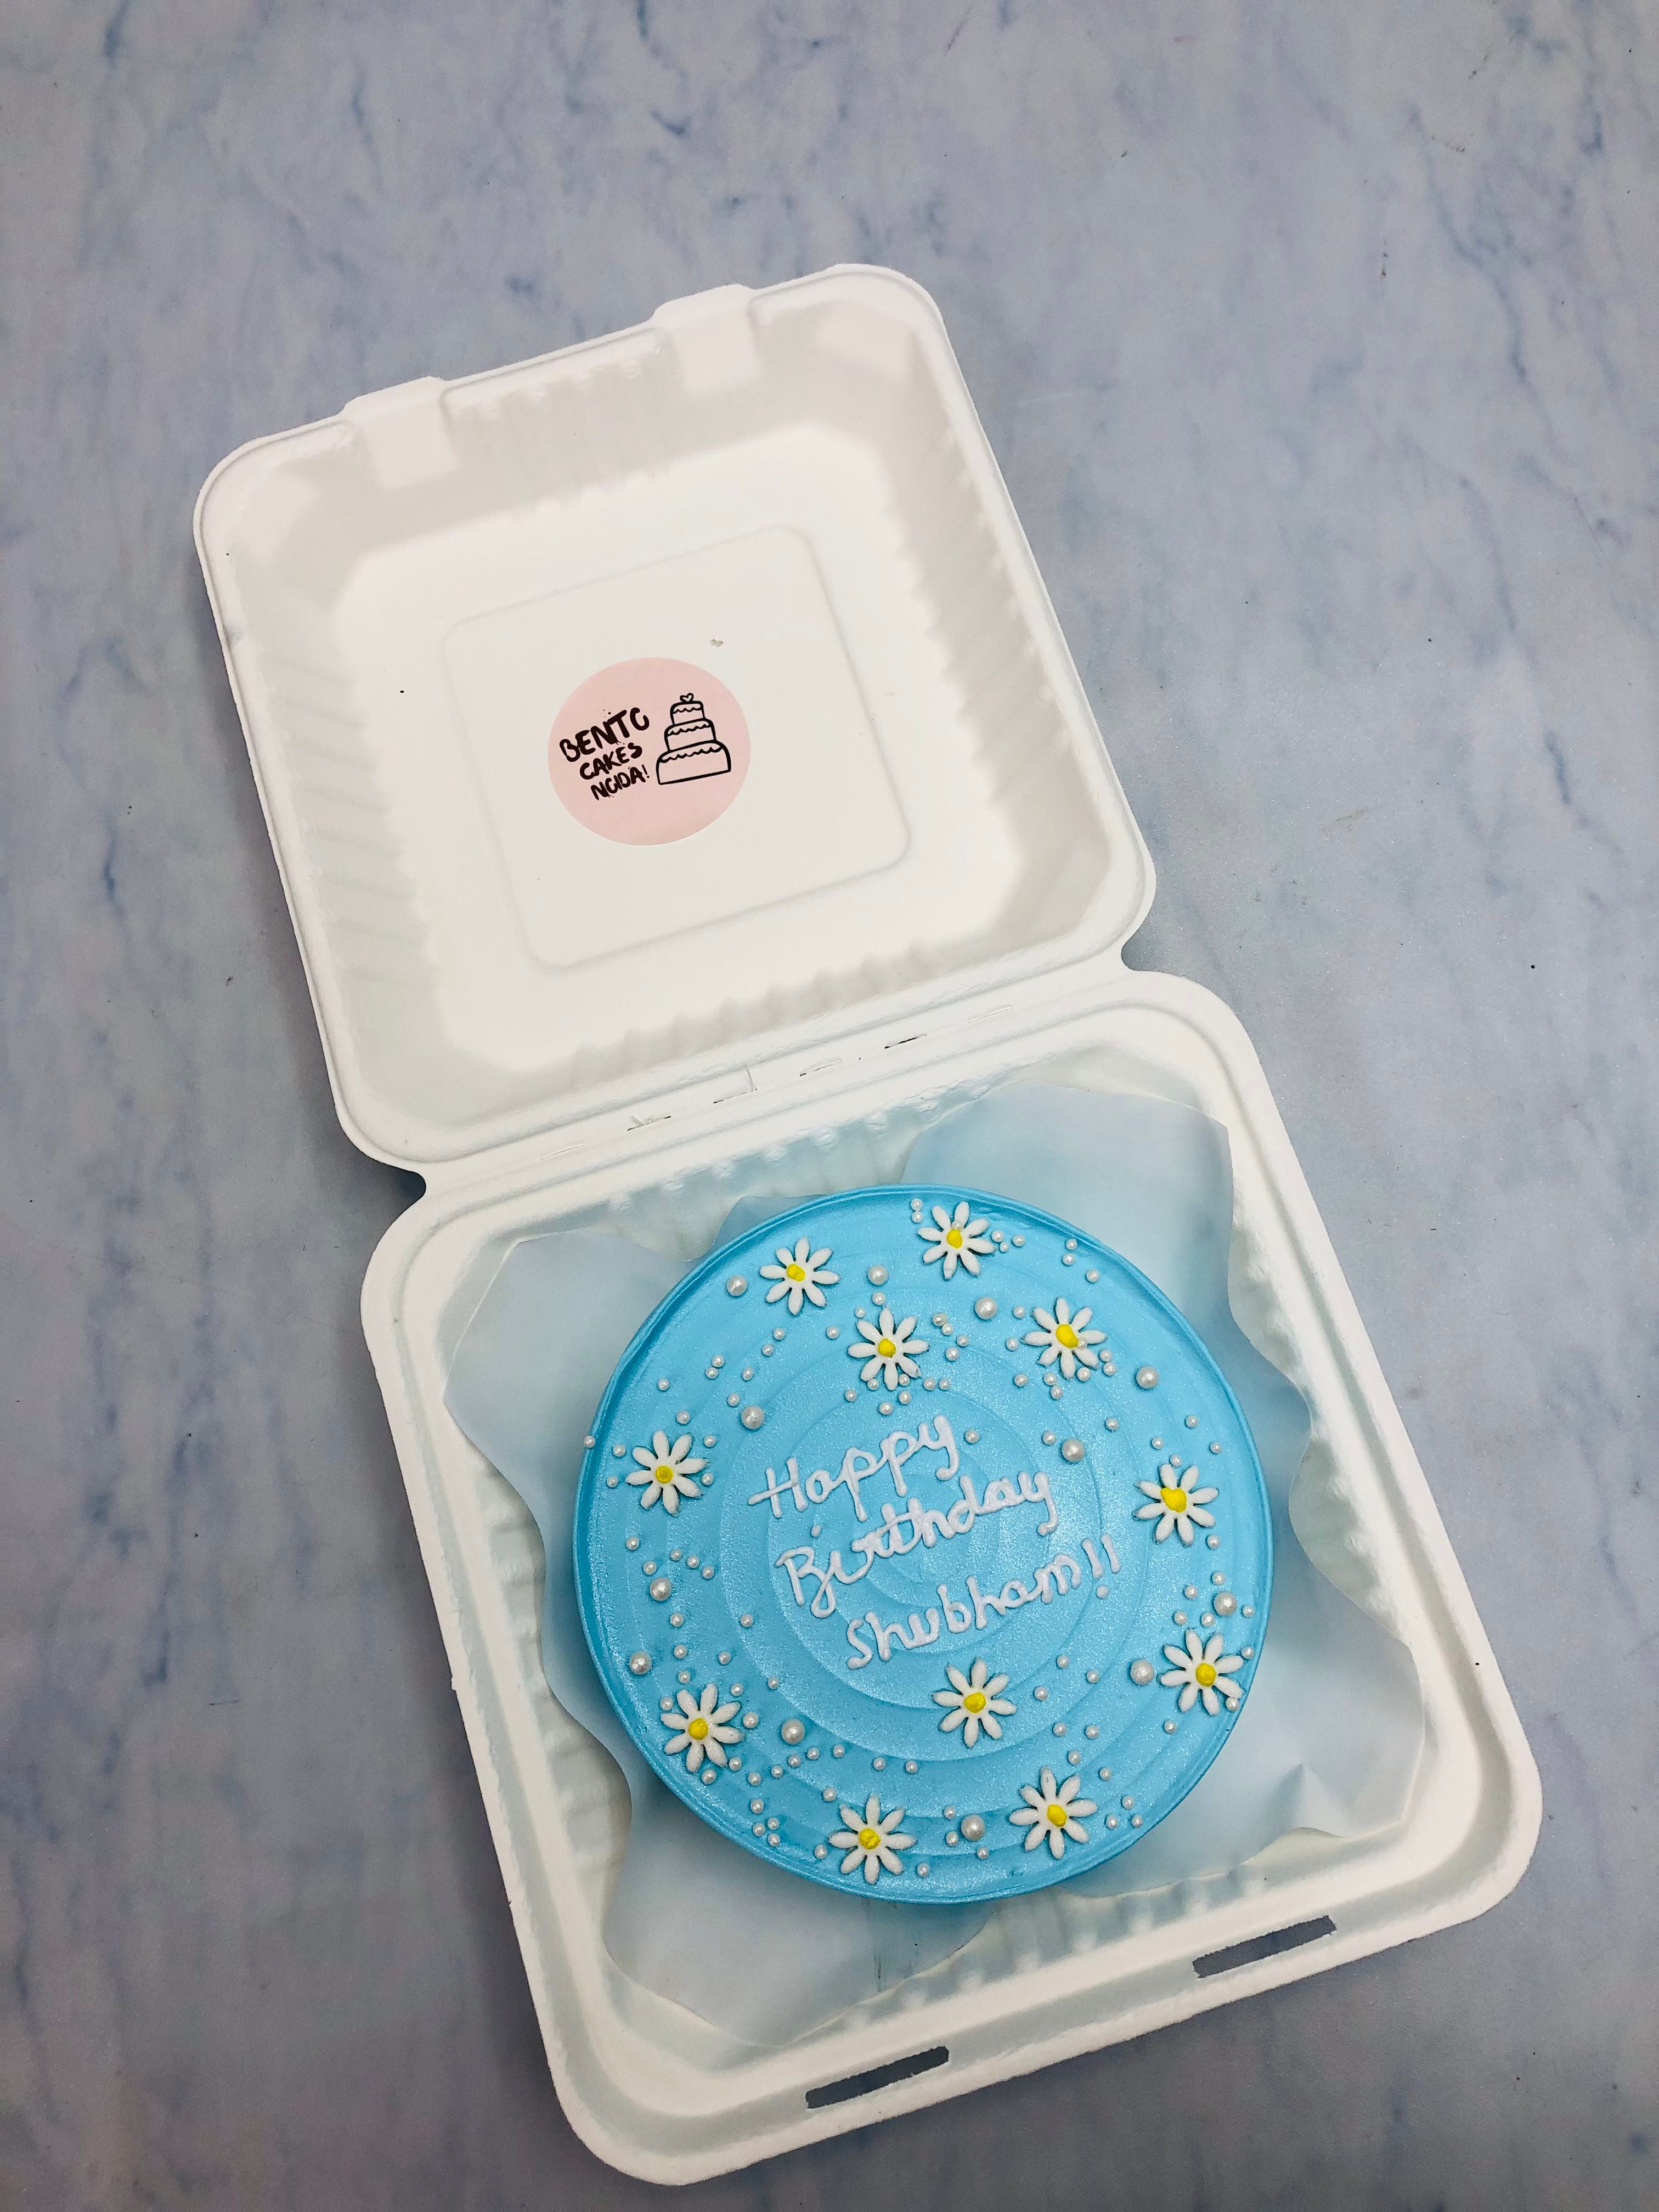 BENTO
CAKES
NOIDA!
Happy
Birthday
Shubham!!